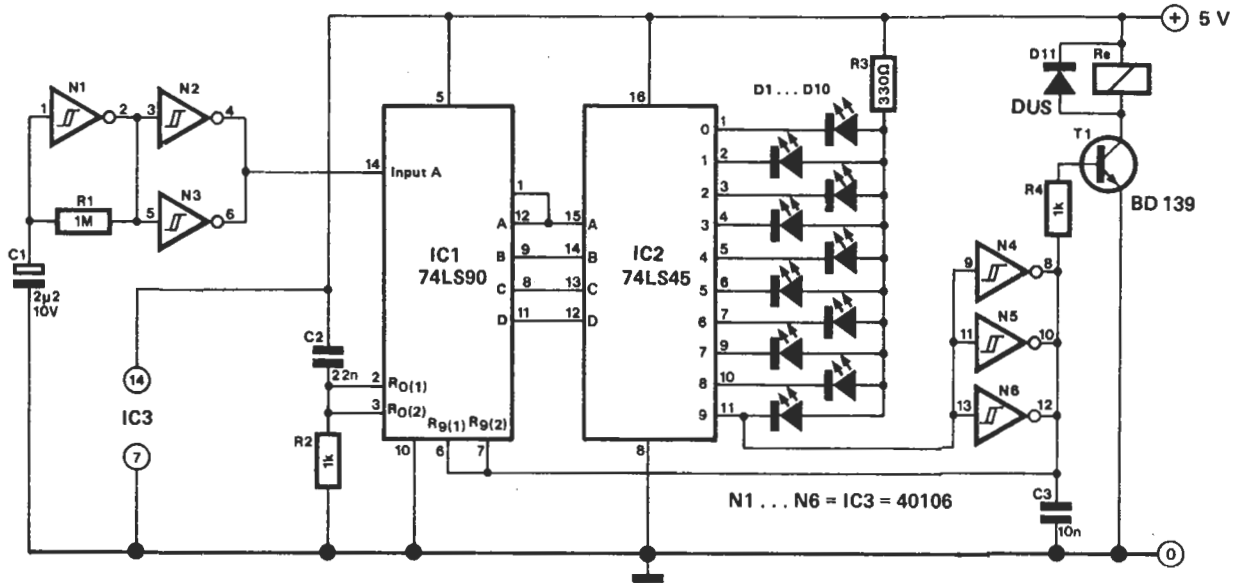 + 5 V
N1
1
2
N2
3
4
N3
5
6
R1
1M
C1
2µ2
10V
14
IC3
7
C2
22n
R2
1k
5
14 Input A
1
12 A
9 B
8 C
11 D
IC1
74LS90
2 R0(1)
3 R0(2)
R9(1)
R9(2)
10
6
7
16
15 A
14 B
13 C
12 D
IC2
74LS45
0 1
1 2
2 3
3 4
4 5
5 6
6 7
7 9
8 10
9 11
8
D1 . . . D10
R3
330Ω
D11
DUS
Re
T1
BD 139
R4
1k
N4
9
8
N5
11
10
N6
13
12
C3
10n
N1 . . . N6 = IC3 = 40106
0